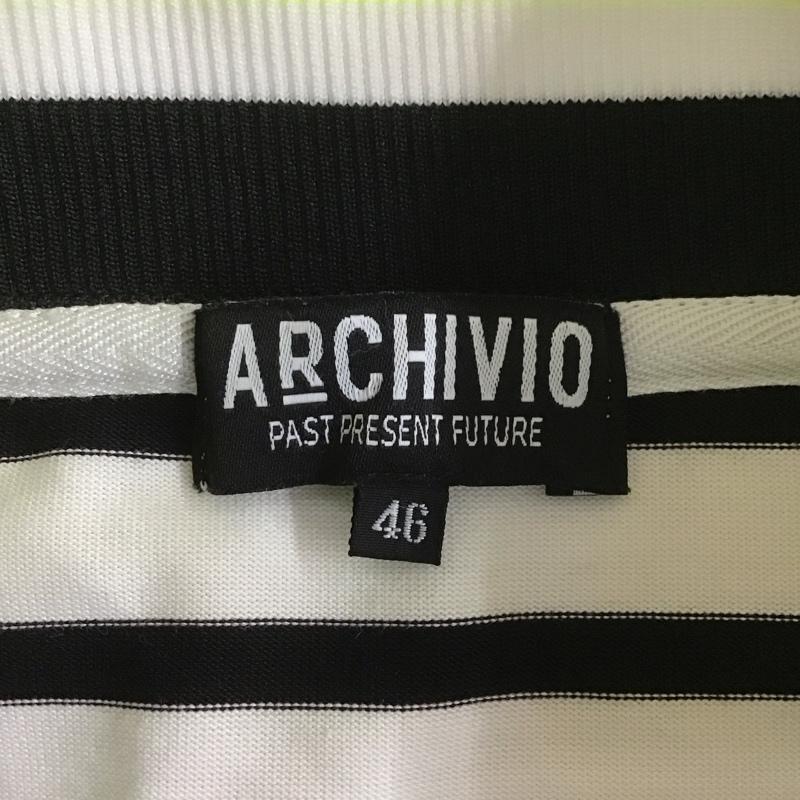 ARCHIVIO
PAST PRESENT FUTURE
46